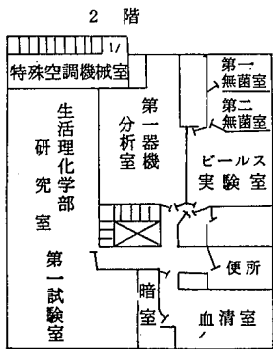 2階
特殊空調機械室
第一無菌室
第二無菌室
第一器機分析室
生活理化学部研究室
ビールス実験室
第一試験室
便所
暗室
血清室